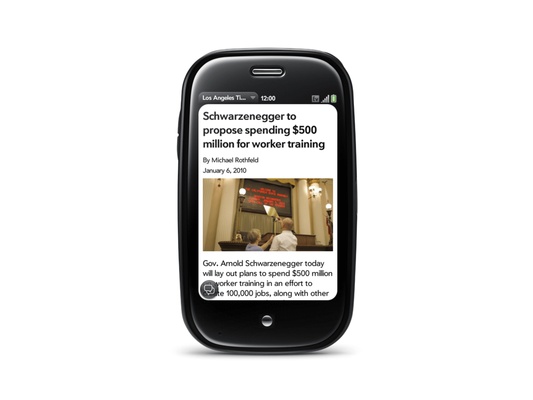 Los Angeles Ti... 12:00
Schwarzenegger to
propose spending $500
million for worker training
By Michael Rothfeld
January 6, 2010
Gov. Arnold Schwarzenegger today
will lay out plans to spend $500 million
worker training in an effort to
te 100,000 jobs, along with other